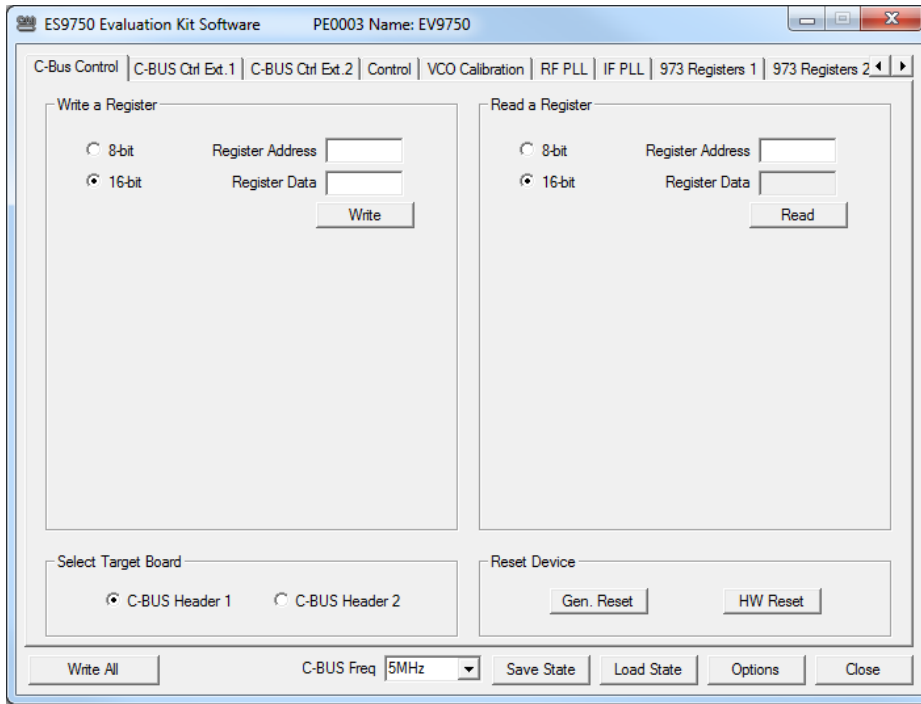 ES9750 Evaluation Kit Software PE0003 Name: EV9750
C-Bus Control C-BUS Ctrl Ext.1 C-BUS Ctrl Ext.2 Control VCO Calibration RF PLL IF PLL 973 Registers 1 973 Registers 2
Write a Register
8-bit Register Address
16-bit Register Data
Write
Read a Register
8-bit Register Address
16-bit Register Data
Read
Select Target Board
C-BUS Header 1 C-BUS Header 2
Reset Device
Gen. Reset HW Reset
Write All C-BUS Freq 5MHz Save State Load State Options Close